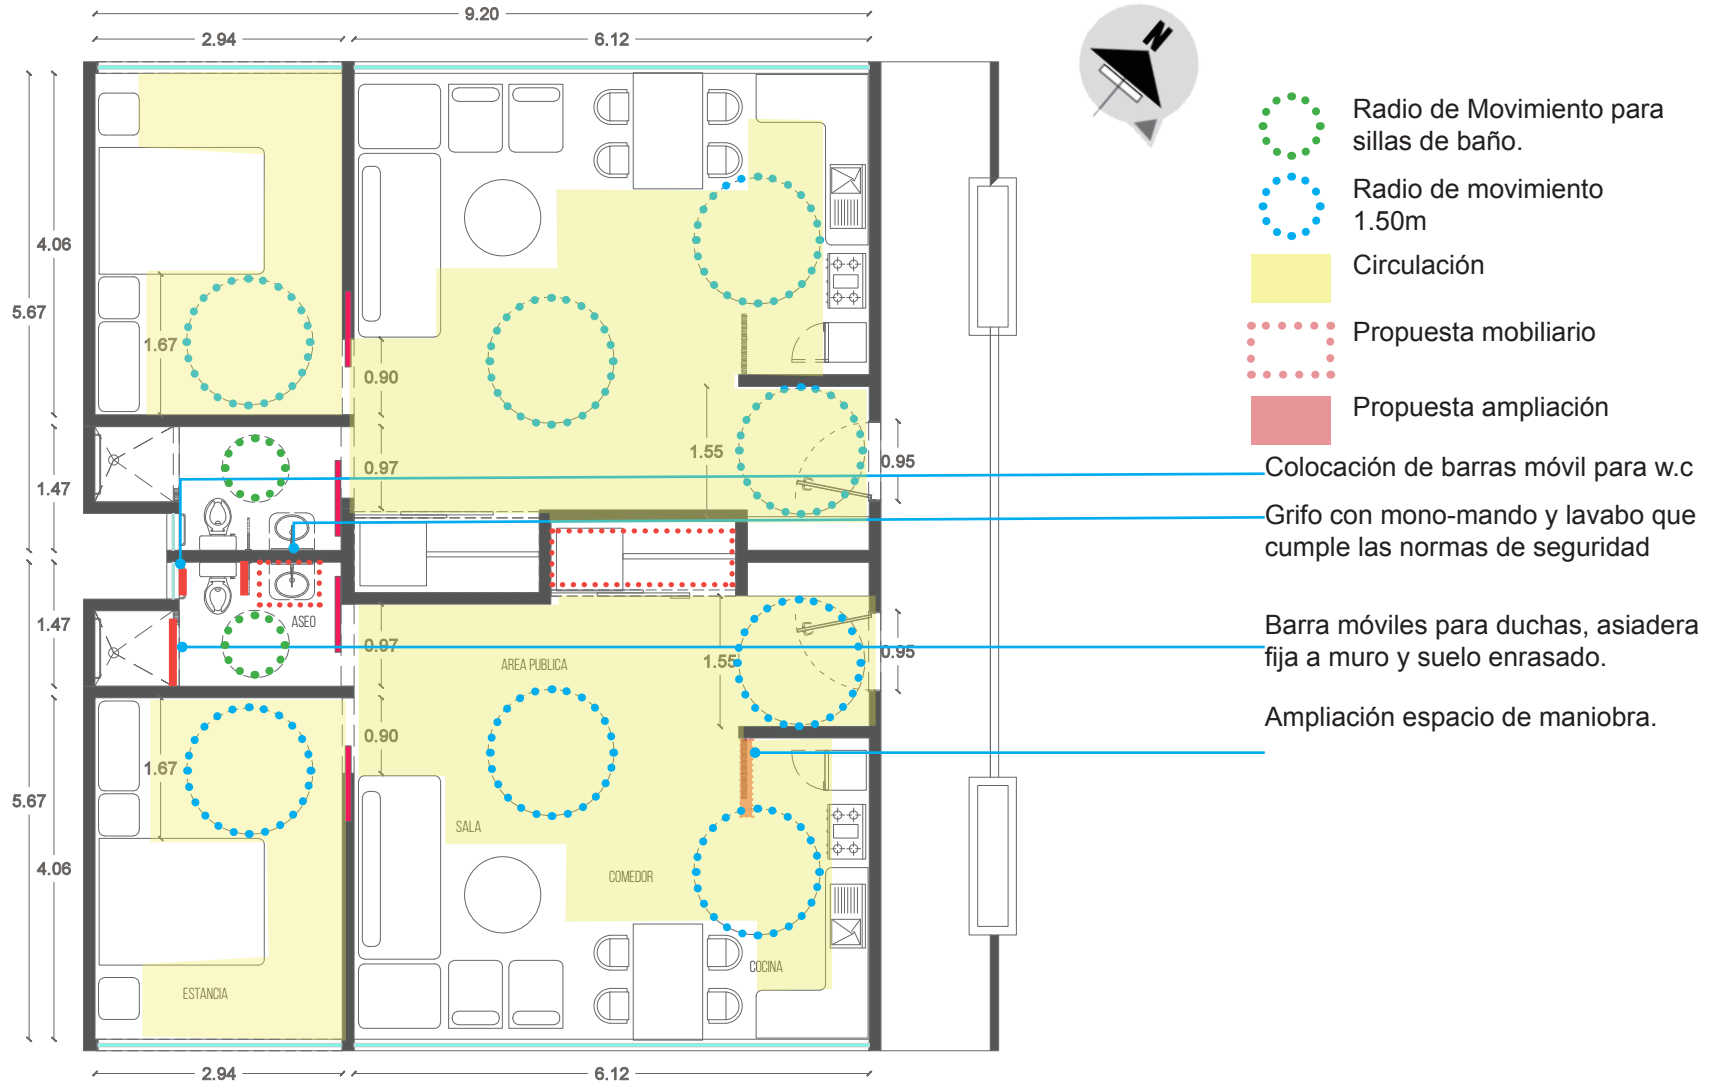 9.20
2.94
6.12
N
Radio de Movimiento para
sillas de baño.
Radio de movimiento
1.50m
Circulación
Propuesta mobiliario
Propuesta ampliación
Colocación de barras móvil para w.c
Grifo con mono-mando y lavabo que
cumple las normas de seguridad
Barra móviles para duchas, asiadera
fija a muro y suelo enrasado.
Ampliación espacio de maniobra.
4.06
5.67
1.67
0.90
1.55
0.95
0.97
1.47
1.47
ASEO
0.97
AREA PUBLICA
1.55
0.95
0.90
1.67
5.67
SALA
4.06
COMEDOR
COCINA
ESTANCIA
2.94
6.12